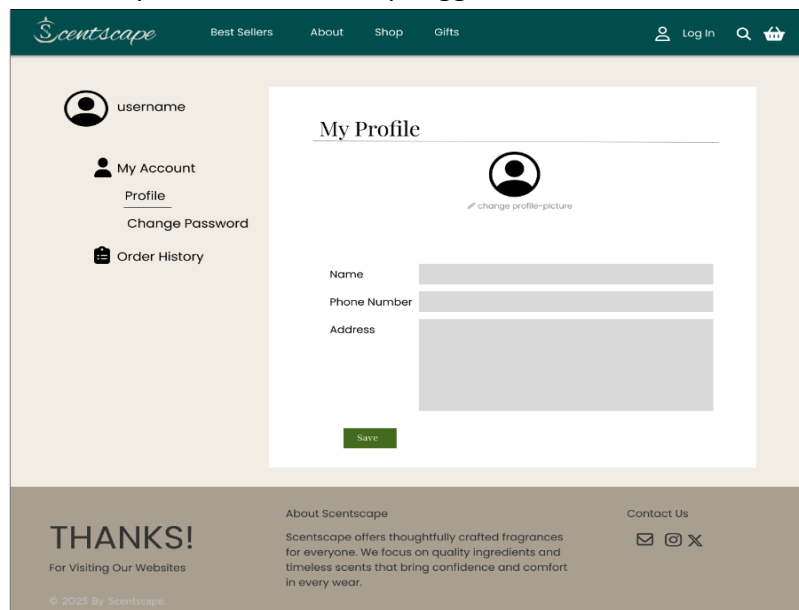 Scentscape Best Sellers About Shop Gifts Log In
username
My Account
Profile
Change Password
Order History
My Profile
change profile-picture
Name
Phone Number
Address
Save
THANKS!
For Visiting Our Websites
© 2025 By Scentscape.
About Scentscape
Scentscape offers thoughtfully crafted fragrances
for everyone. We focus on quality ingredients and
timeless scents that bring confidence and comfort
in every wear.
Contact Us